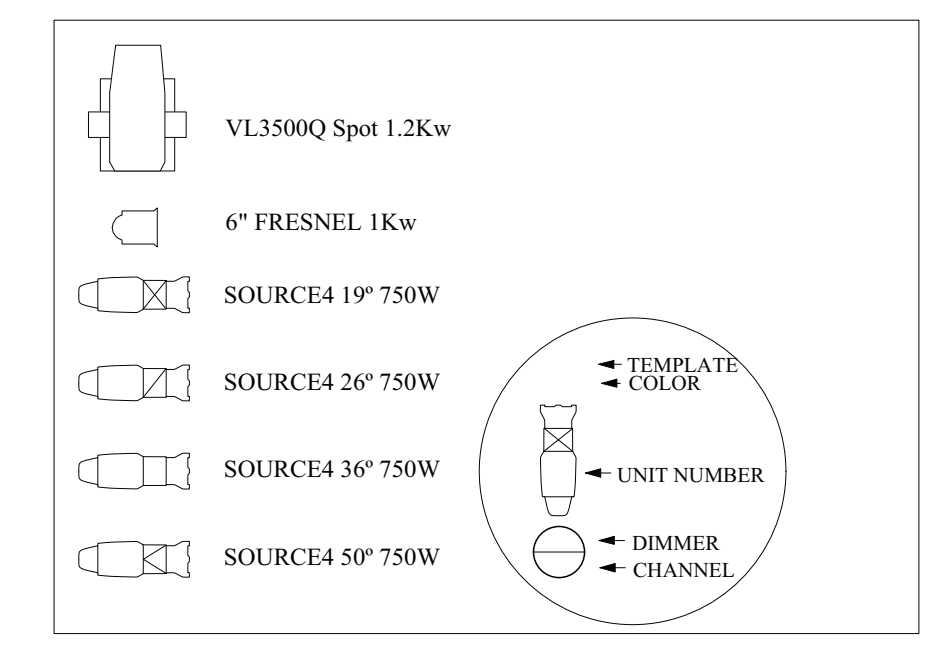 VL3500Q Spot 1.2Kw
6" FRESNEL 1Kw
SOURCE4 19º 750W
SOURCE4 26º 750W
SOURCE4 36º 750W
SOURCE4 50º 750W
TEMPLATE
COLOR
UNIT NUMBER
DIMMER
CHANNEL